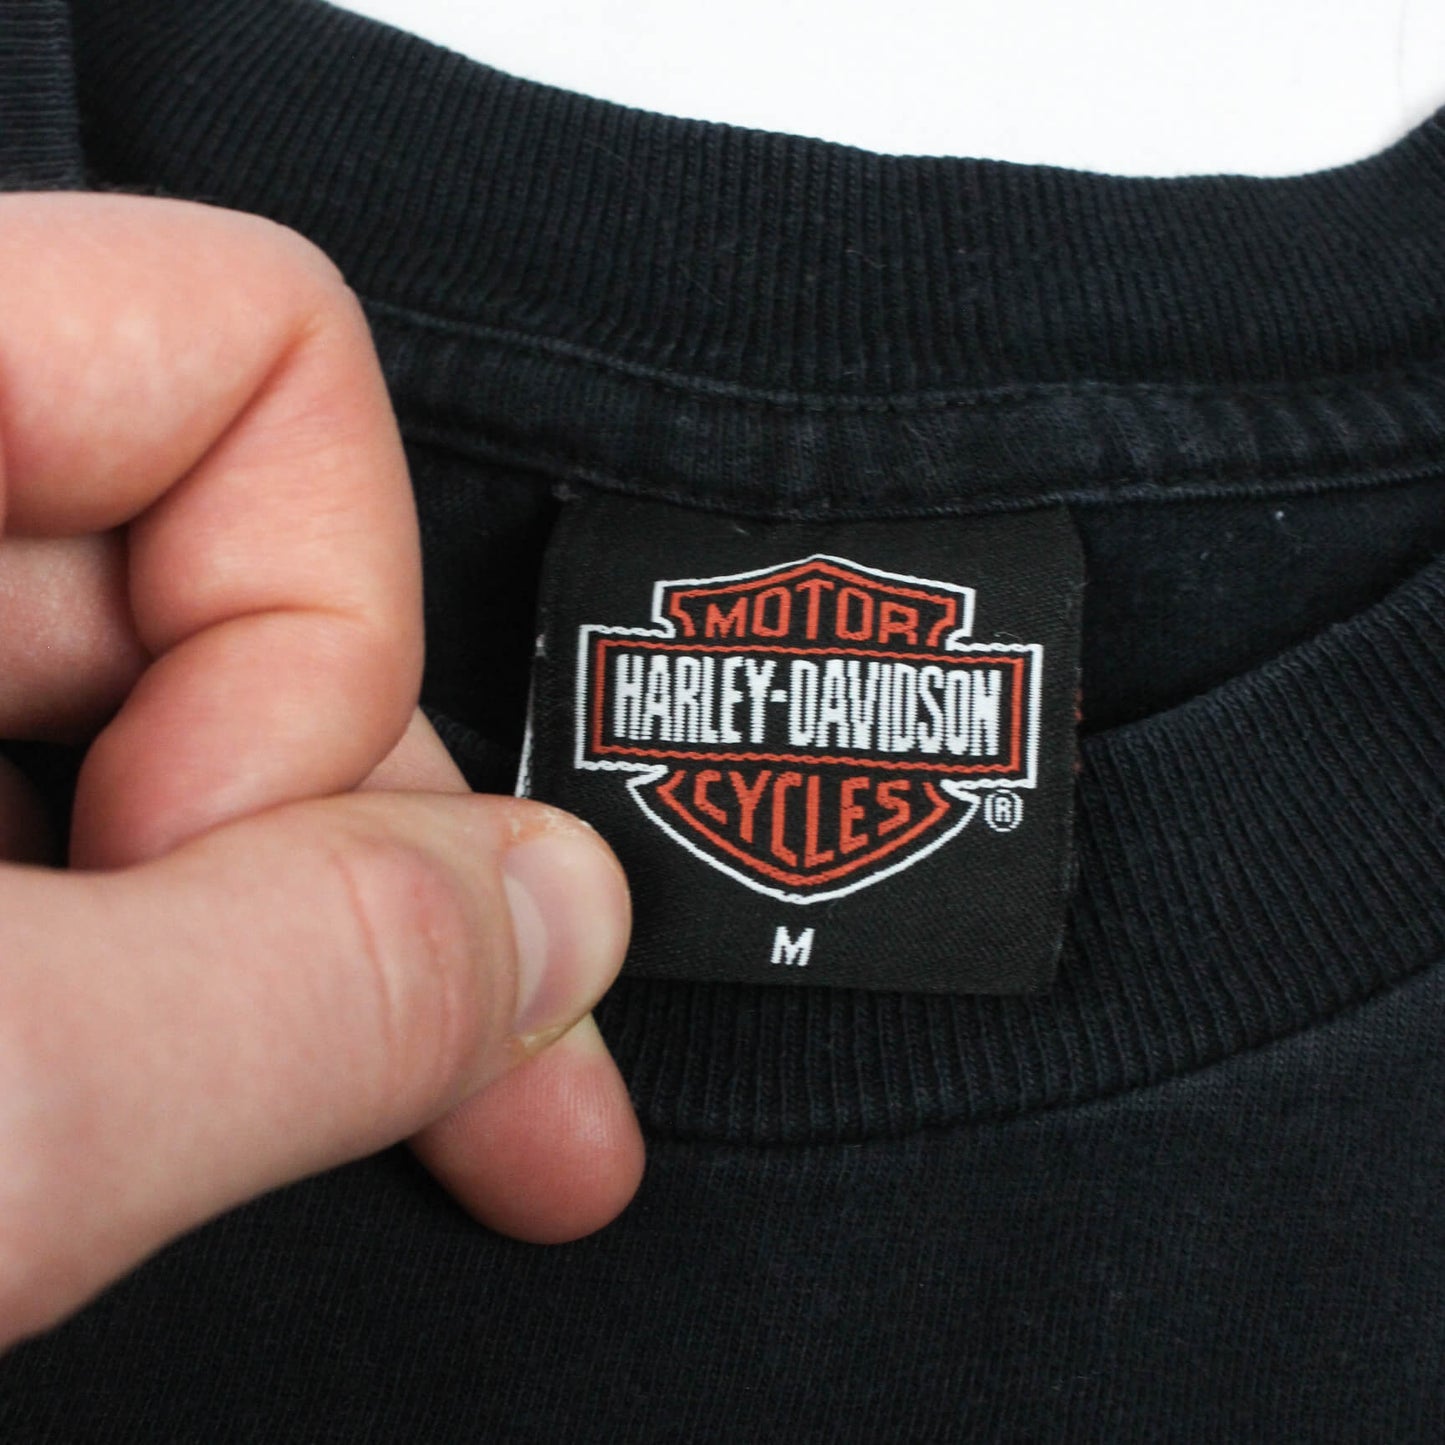 MOTOR
HARLEY-DAVIDSON
CYCLES
®
M